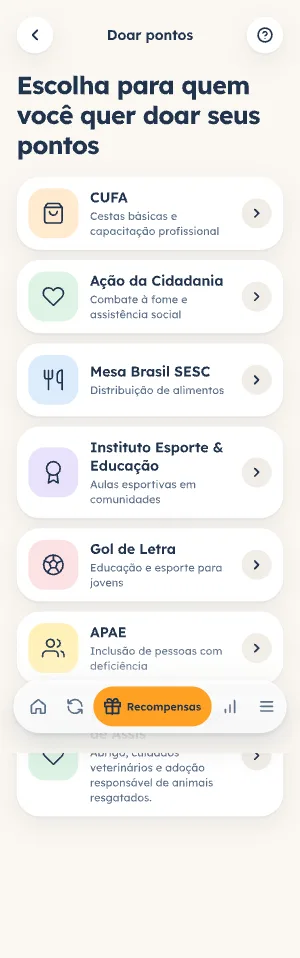 Doar pontos
Escolha para quem
você quer doar seus
pontos
CUFA
Cestas básicas e
capacitação profissional
Ação da Cidadania
Combate à fome e
assistência social
Mesa Brasil SESC
Distribuição de alimentos
Instituto Esporte &
Educação
Aulas esportivas em
comunidades
Gol de Letra
Educação e esporte para
jovens
APAE
Inclusão de pessoas com
deficiência
Recompensas
de Assis
Abrigo, cuidados
veterinários e adoção
responsável de animais
resgatados.